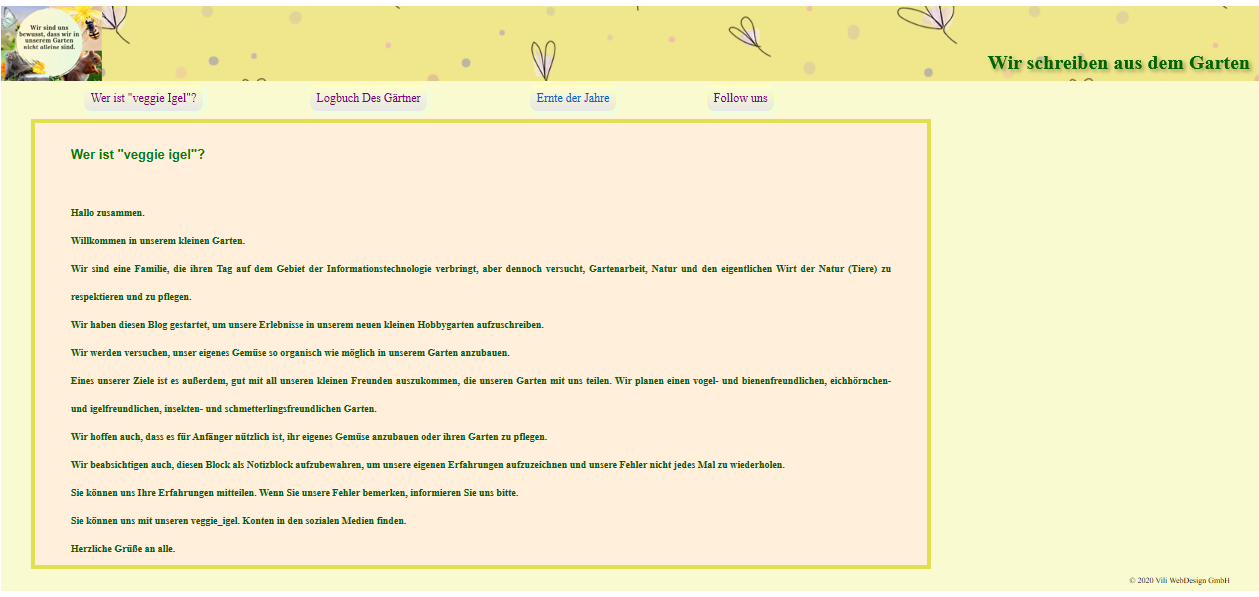 Wir sind uns
bewusst, dass wir in
unserem Garten
nicht alleine sind.
Wir schreiben aus dem Garten
Wer ist "veggie Igel"?
Logbuch Des Gärtner
Ernte der Jahre
Follow uns
Wer ist "veggie igel"?
Hallo zusammen.
Willkommen in unserem kleinen Garten.
Wir sind eine Familie, die ihren Tag auf dem Gebiet der Informationstechnologie verbringt, aber dennoch versucht, Gartenarbeit, Natur und den eigentlichen Wirt der Natur (Tiere) zu
respektieren und zu pflegen.
Wir haben diesen Blog gestartet, um unsere Erlebnisse in unserem neuen kleinen Hobbygarten aufzuschreiben.
Wir werden versuchen, unser eigenes Gemüse so organisch wie möglich in unserem Garten anzubauen.
Eines unserer Ziele ist es außerdem, gut mit all unseren kleinen Freunden auszukommen, die unseren Garten mit uns teilen. Wir planen einen vogel- und bienenfreundlichen, eichhörnchen-
und igelfreundlichen, insekten- und schmetterlingsfreundlichen Garten.
Wir hoffen auch, dass es für Anfänger nützlich ist, ihr eigenes Gemüse anzubauen oder ihren Garten zu pflegen.
Wir beabsichtigen auch, diesen Block als Notizblock aufzubewahren, um unsere eigenen Erfahrungen aufzuzeichnen und unsere Fehler nicht jedes Mal zu wiederholen.
Sie können uns Ihre Erfahrungen mitteilen. Wenn Sie unsere Fehler bemerken, informieren Sie uns bitte.
Sie können uns mit unseren veggie_igel. Konten in den sozialen Medien finden.
Herzliche Grüße an alle.
© 2020 Vili WebDesign GmbH